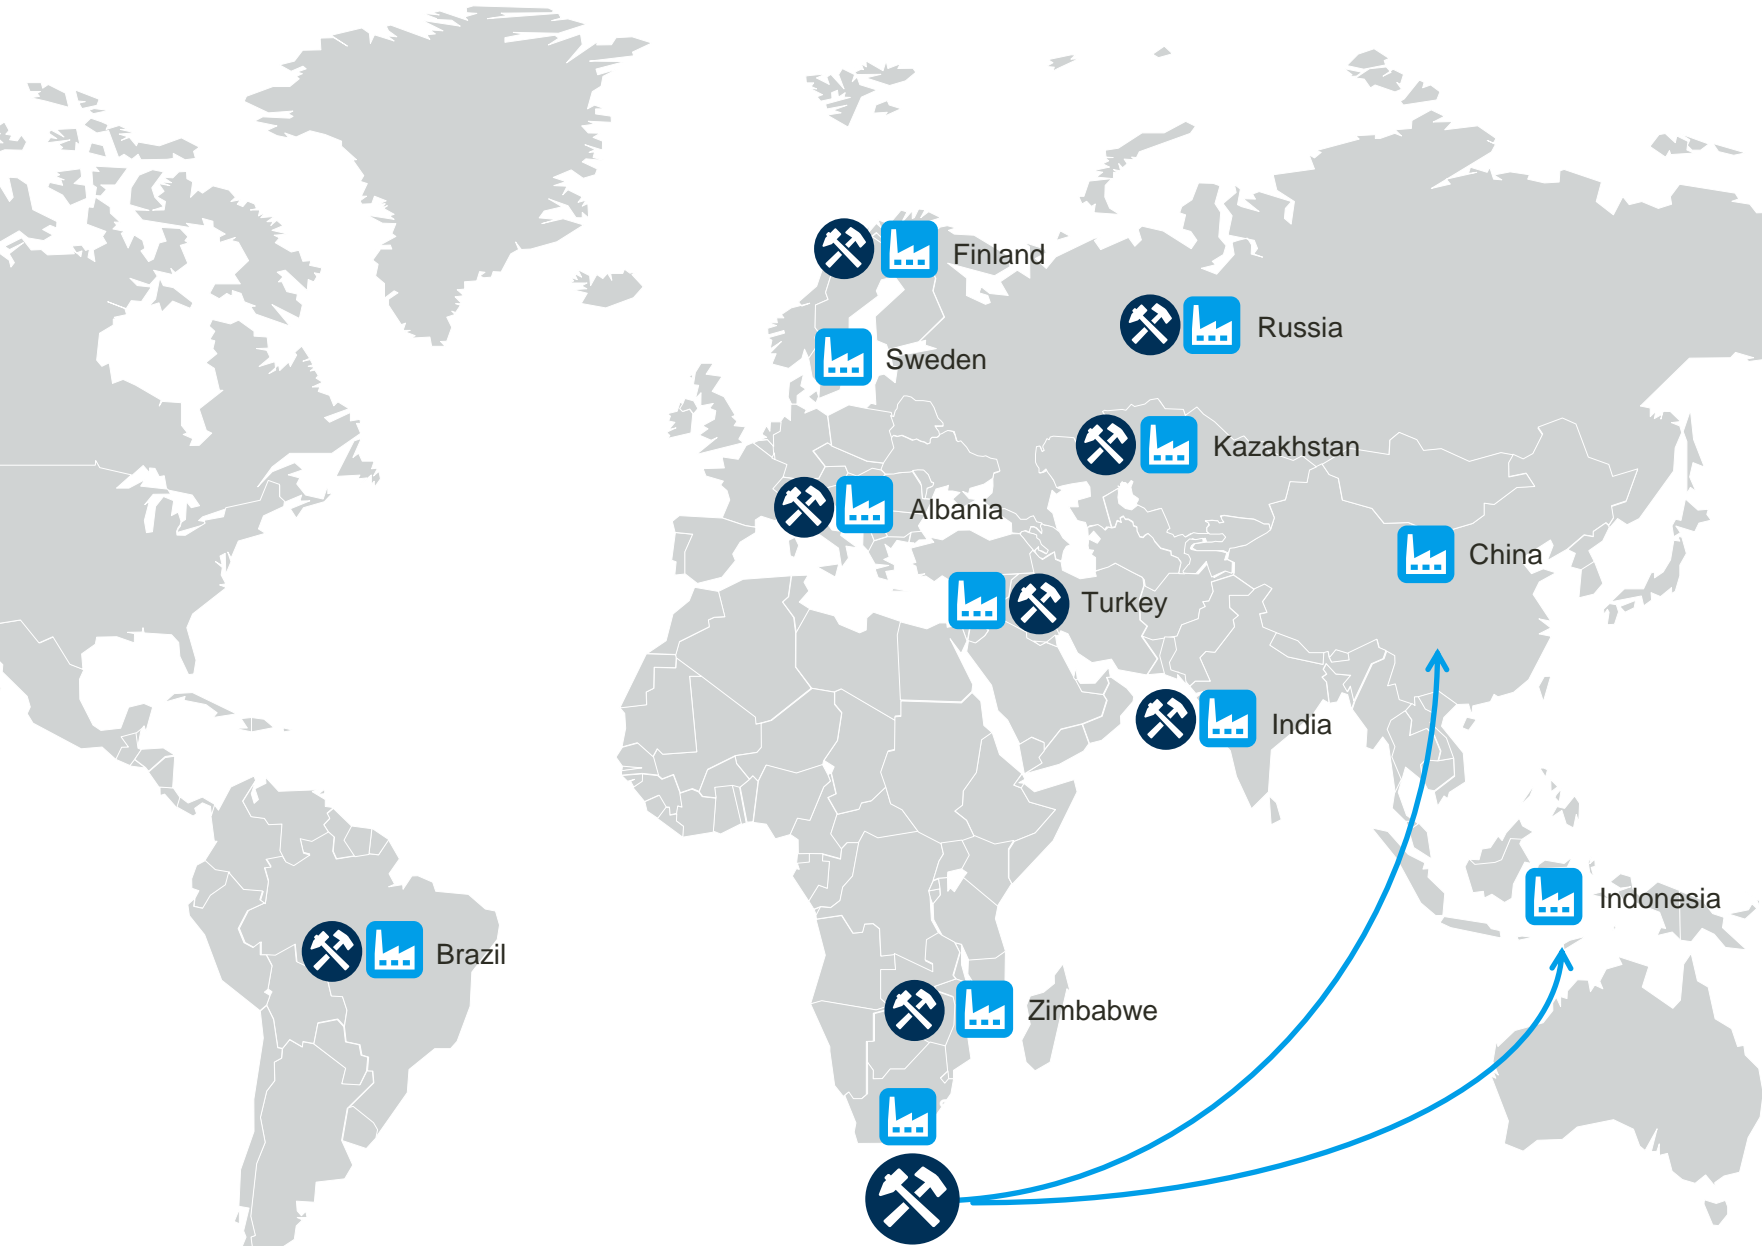 Finland
Russia
Sweden
Kazakhstan
Albania
China
Turkey
India
Indonesia
Brazil
Zimbabwe